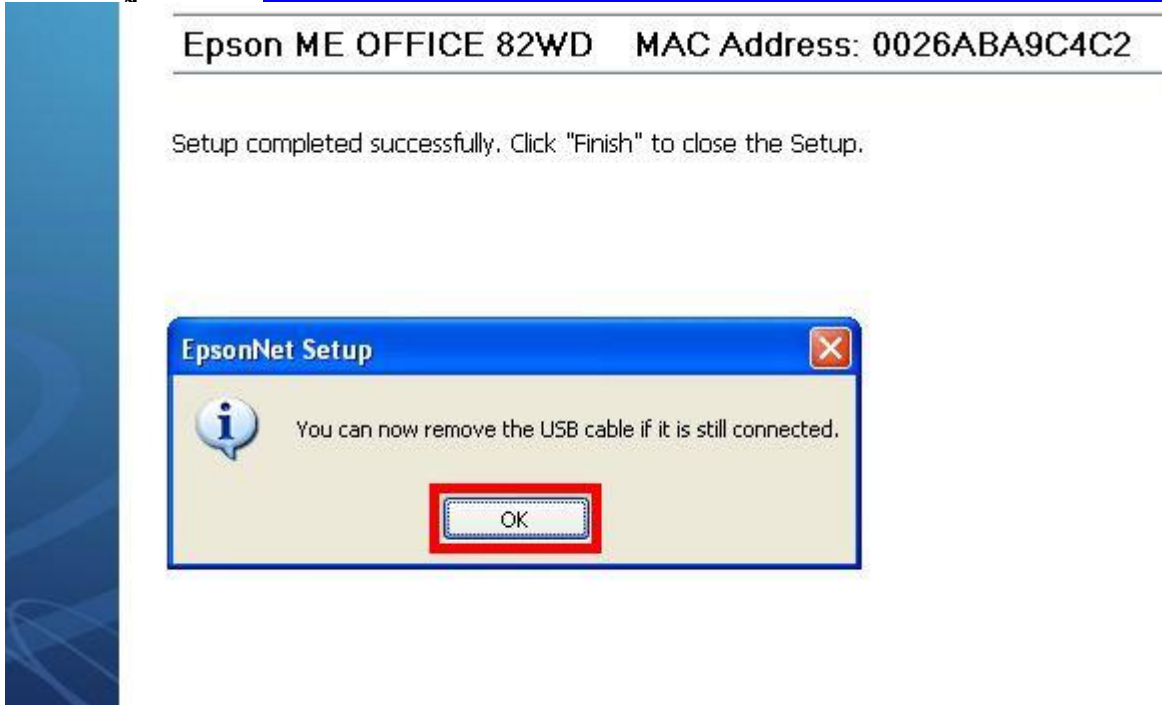 Epson ME OFFICE 82WD MAC Address: 0026ABA9C4C2
Setup completed successfully. Click "Finish" to close the Setup.
EpsonNet Setup
You can now remove the USB cable if it is still connected.
OK